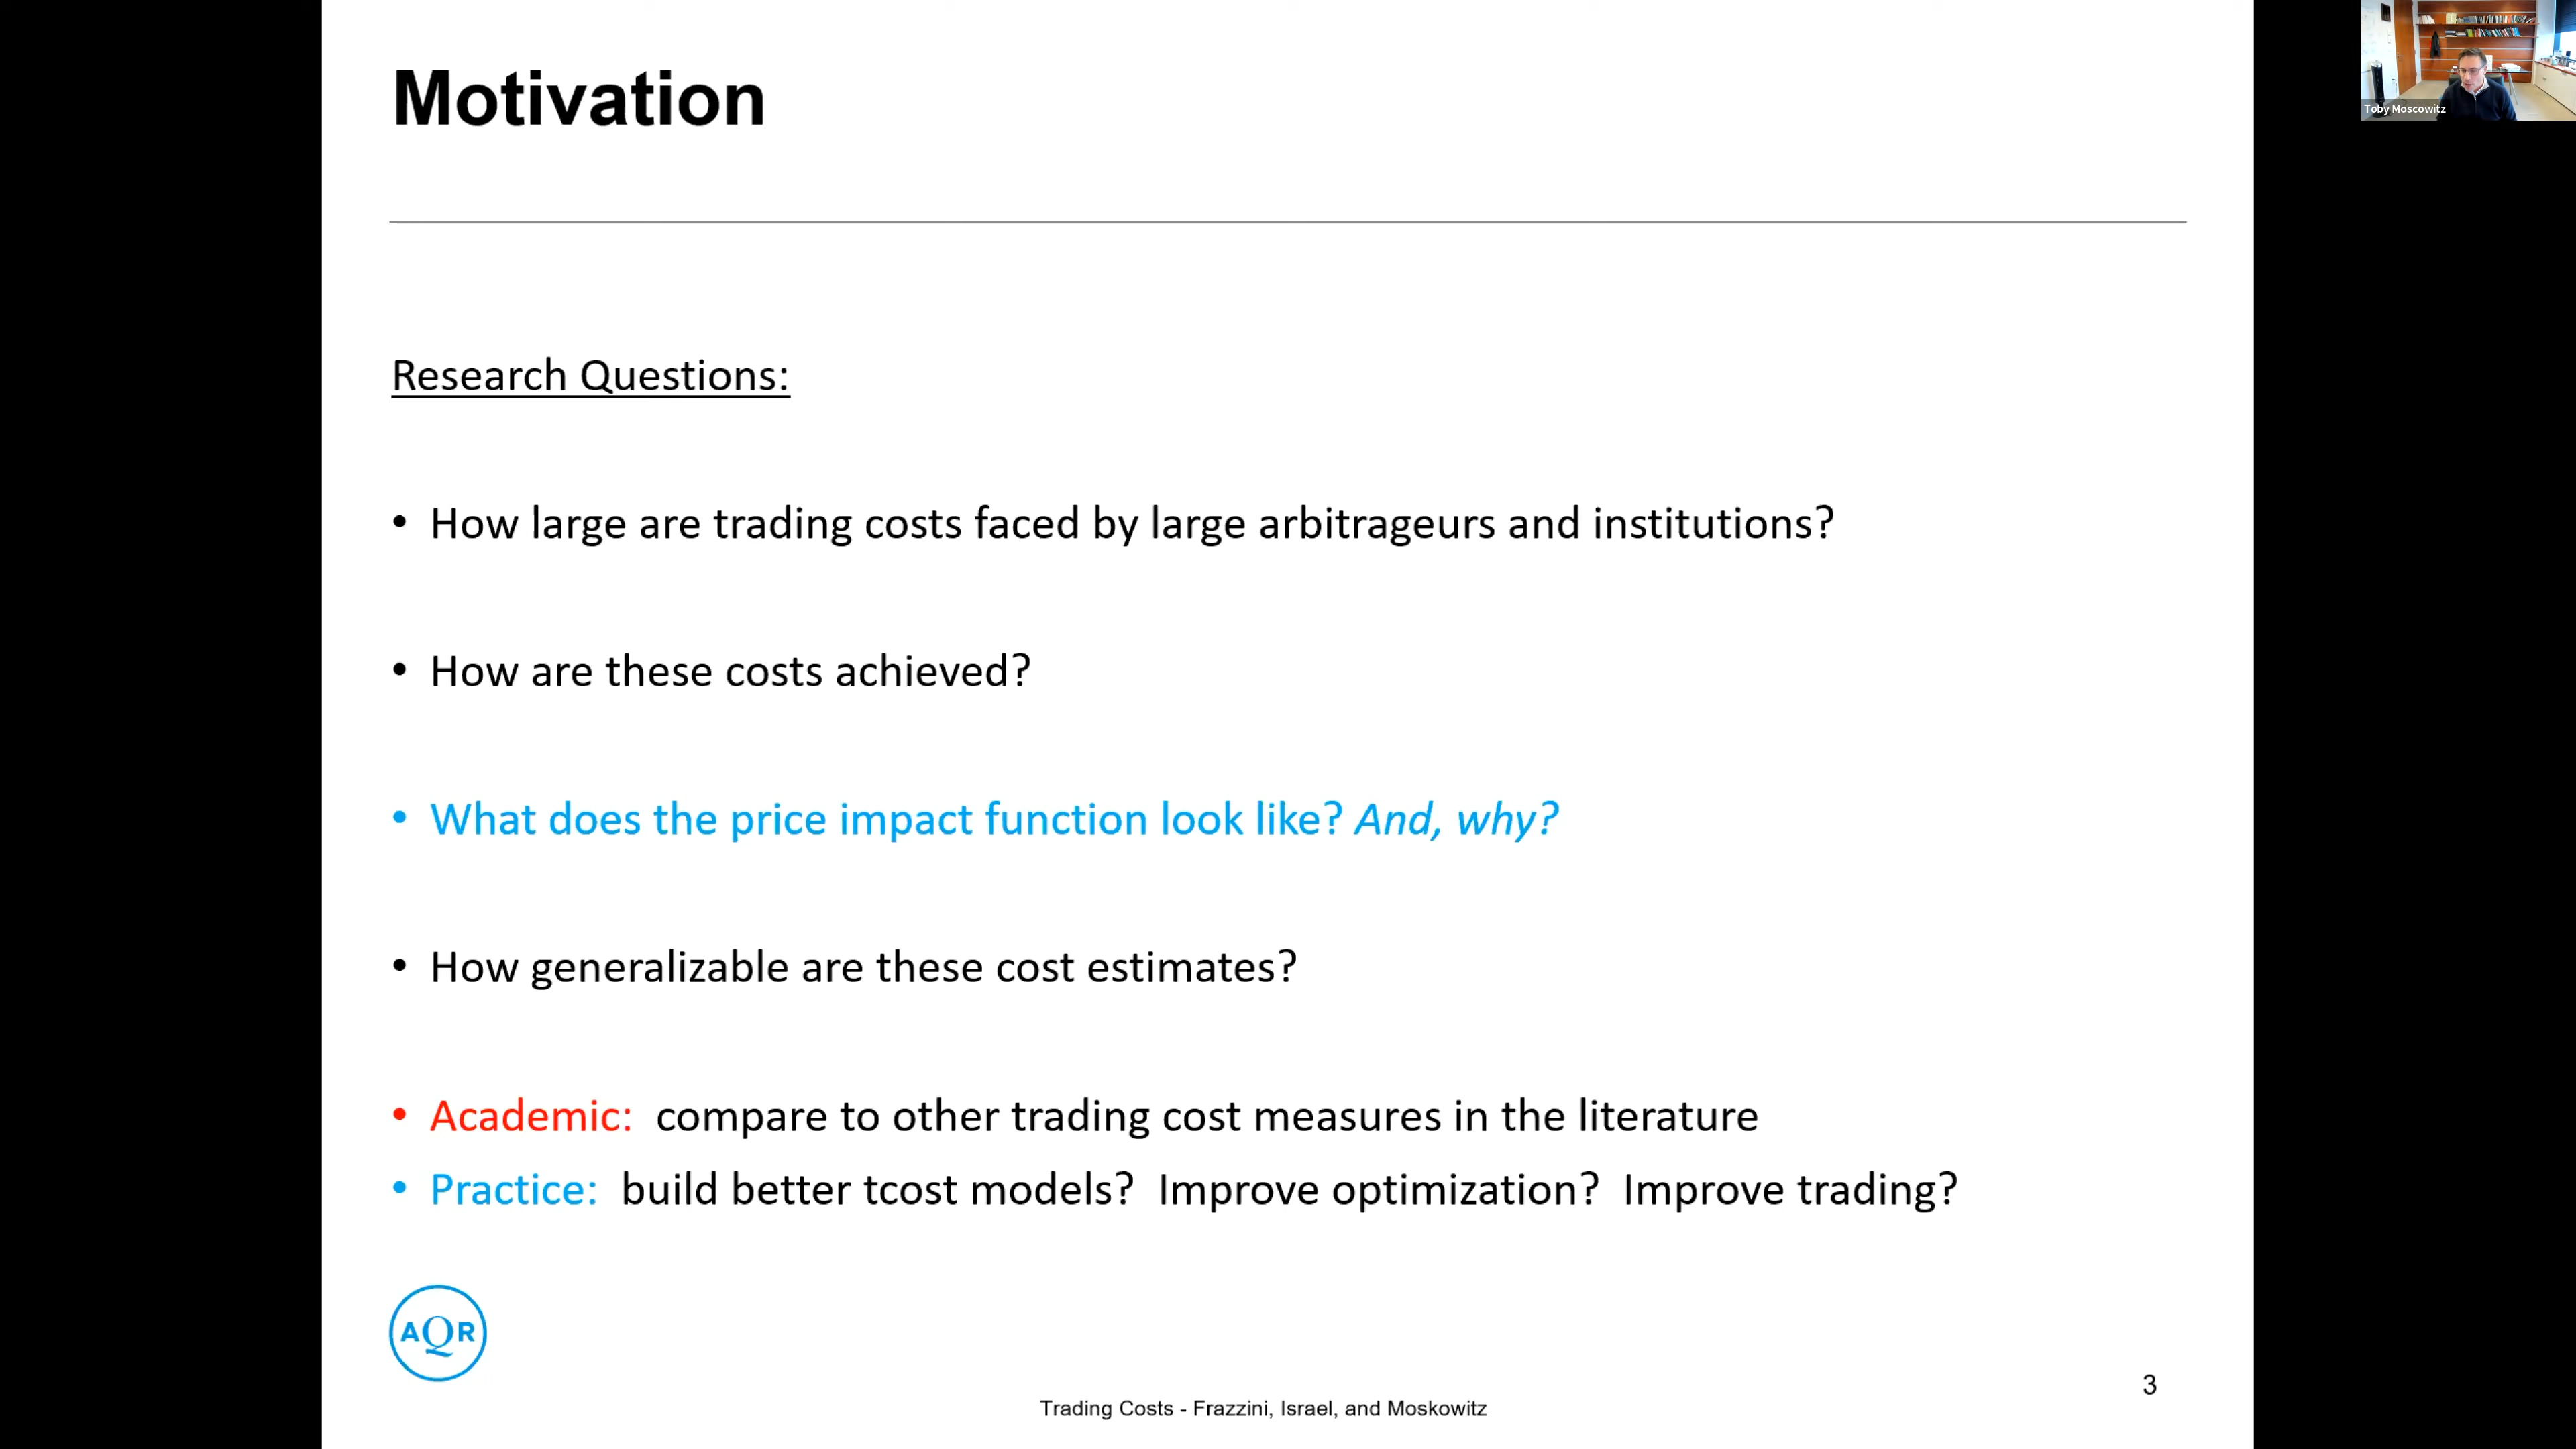 Motivation
Toby Moscowitz
Research Questions:
• How large are trading costs faced by large arbitrageurs and institutions?
• How are these costs achieved?
• What does the price impact function look like? And, why?
• How generalizable are these cost estimates?
• Academic:  compare to other trading cost measures in the literature
• Practice:  build better tcost models?  Improve optimization?  Improve trading?
AQR
3
Trading Costs - Frazzini, Israel, and Moskowitz